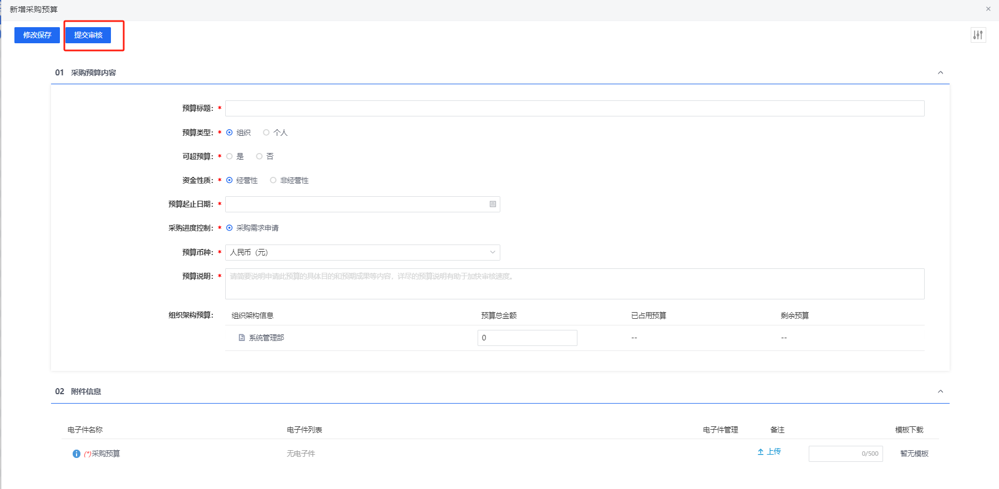 新增采购预算
修改保存 提交审核
01 采购预算内容
预算标题: *
预算类型: * 组织 个人
可超预算: * 是 否
资金性质: * 经营性 非经营性
预算起止日期: *
采购进度控制: * 采购需求申请
预算币种: * 人民币（元）
预算说明: * 请简要说明申请此预算的具体目的和预期成果等内容，详尽的预算说明有助于加快审核速度。
组织架构预算: 组织架构信息 预算总金额 已占用预算 剩余预算
系统管理部 0 -- --
02 附件信息
电子件名称 电子件列表 电子件管理 备注 模板下载
(*)采购预算 无电子件 上传 0/500 暂无模板